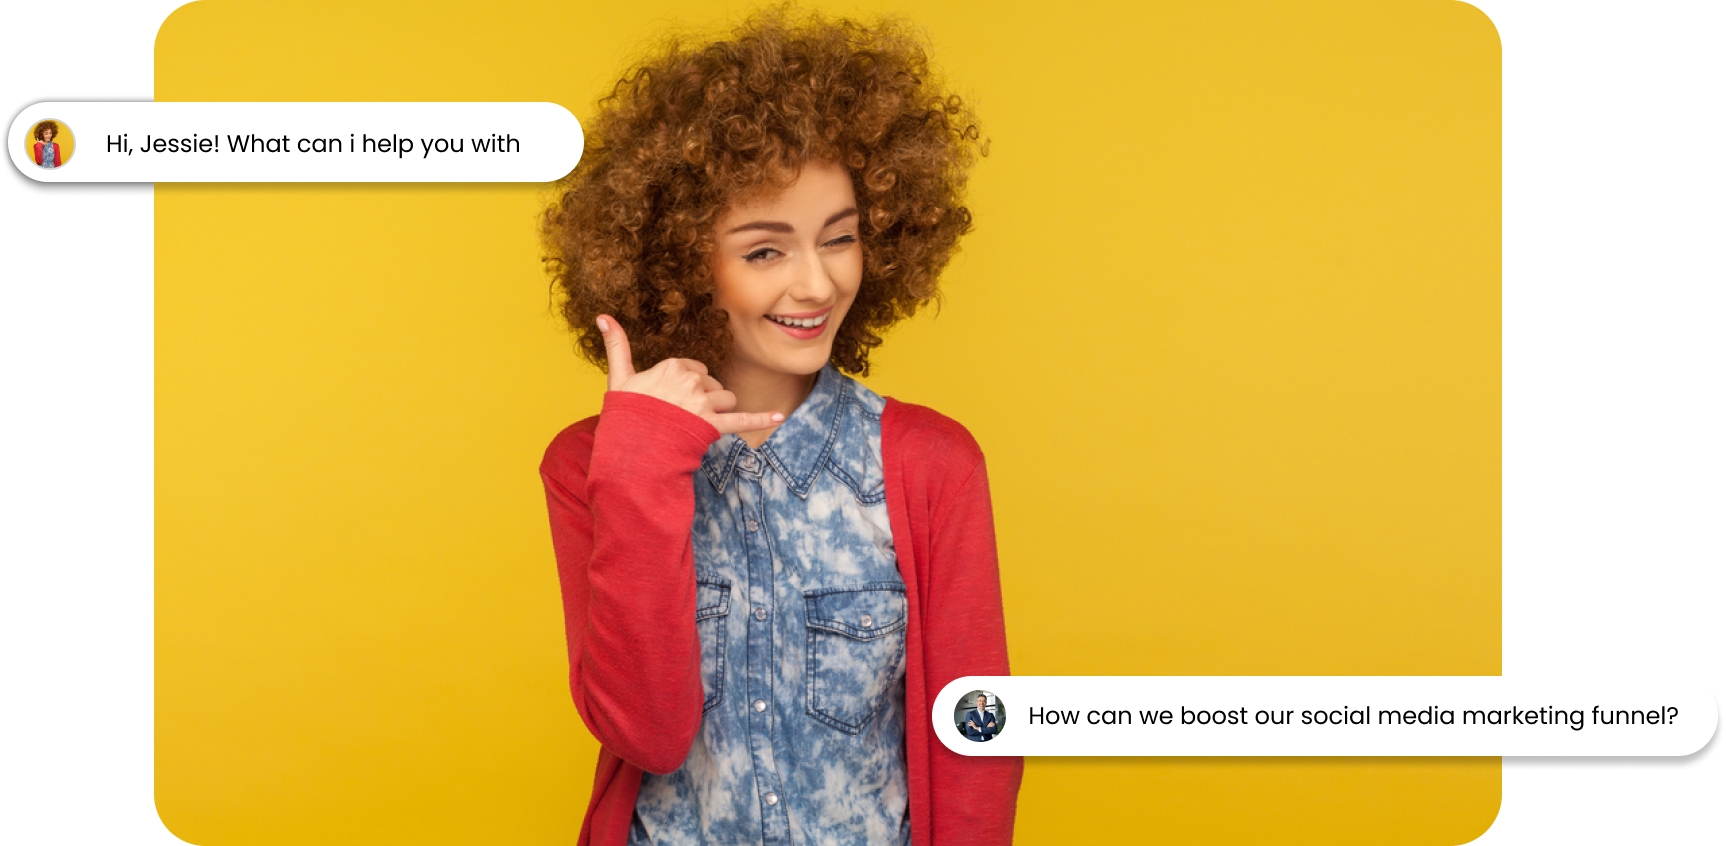 Hi, Jessie! What can i help you with
How can we boost our social media marketing funnel?